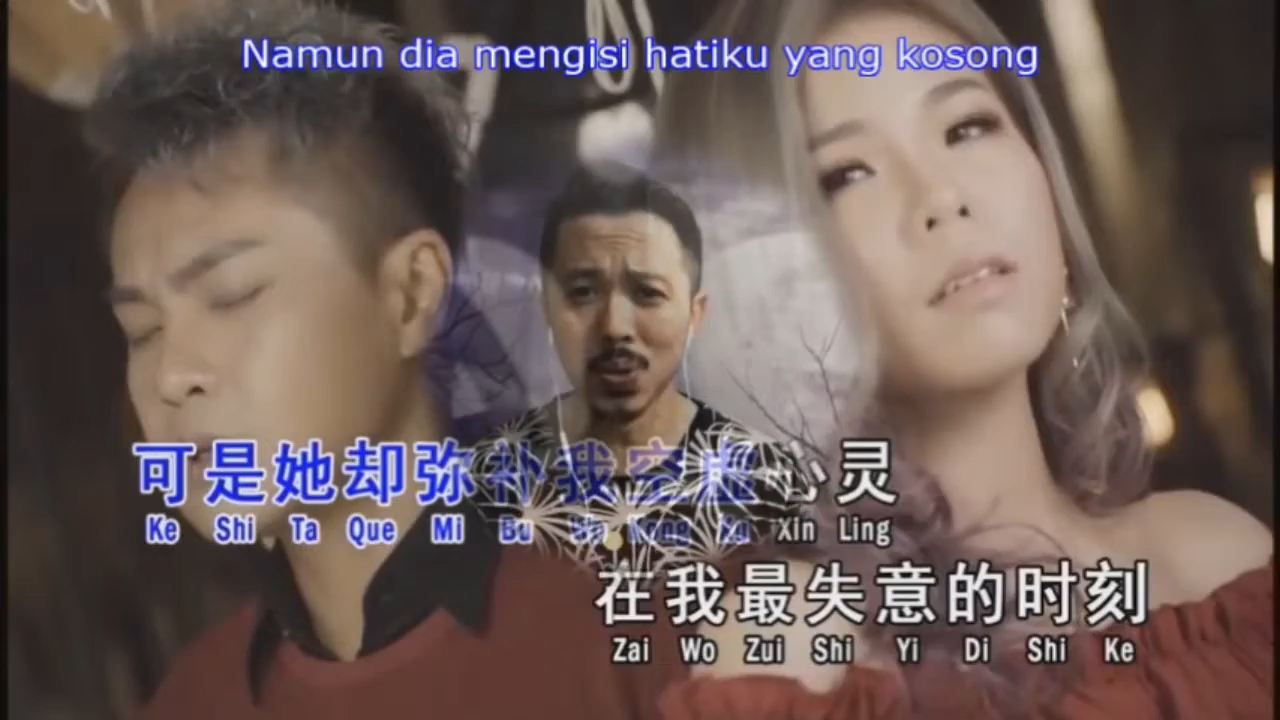 Namun dia mengisi hatiku yang kosong
可是她却弥补我空虚心灵
Ke Shi Ta Que Mi Bu Wo Kong Xu Xin Ling
在我最失意的时刻
Zai Wo Zui Shi Yi Di Shi Ke